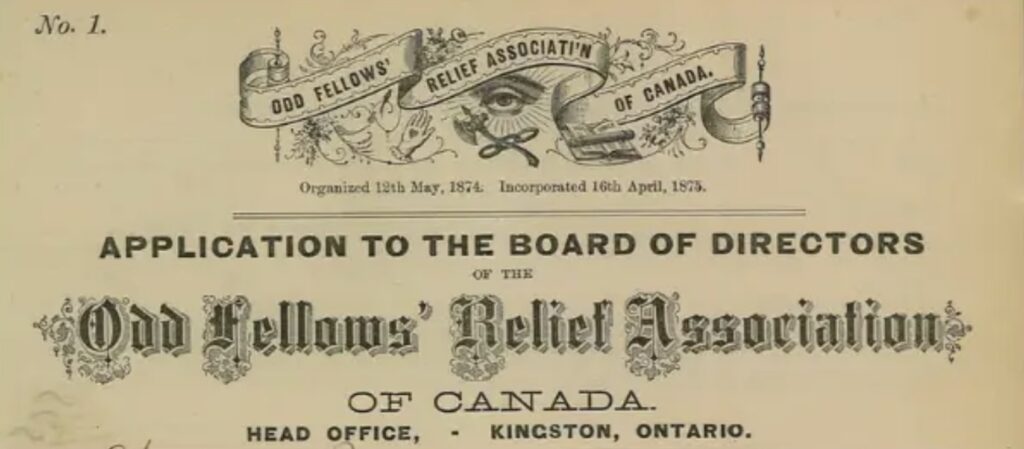 No. 1.
ODD FELLOWS' RELIEF ASSOCIATI'N OF CANADA.
Organized 12th May, 1874. Incorporated 16th April, 1875.
APPLICATION TO THE BOARD OF DIRECTORS
OF THE
Odd Fellows' Relief Association
OF CANADA.
HEAD OFFICE, - KINGSTON, ONTARIO.